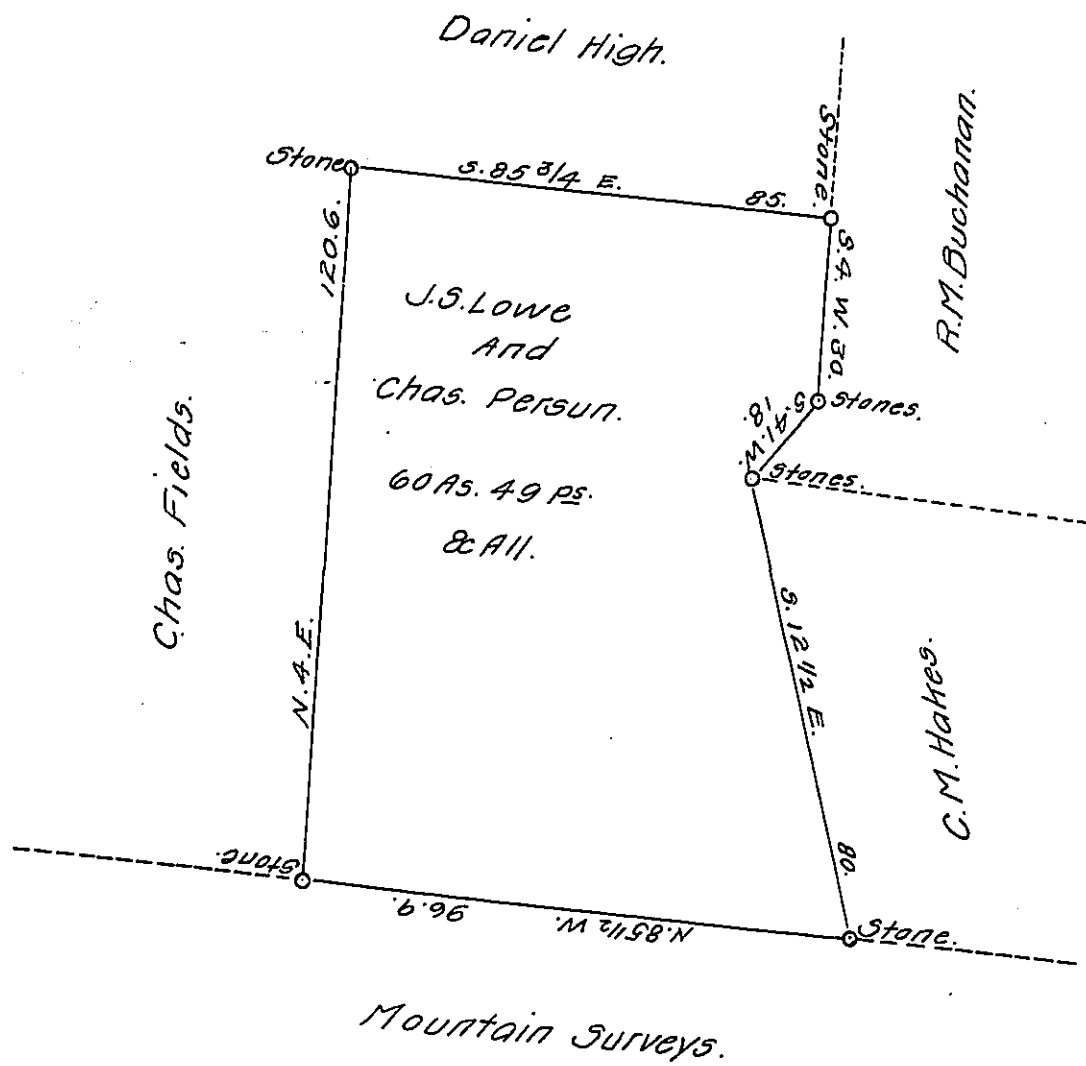 Daniel High.
Stone
S. 85 3/4 E.
85.
Stone.
R. M. Buchanan.
120.6.
N. 4. E.
J. S. Lowe
And
Chas. Persun.
60 As. 49 ps.
& All.
S. 4. W. 30.
Stones.
S. 41. W.
18.
Stones.
Chas. Fields.
S. 12 1/2 E.
80.
C. M. Hakes.
Stone.
96.9.
N. 85 1/2 W.
Stone.
Mountain Surveys.